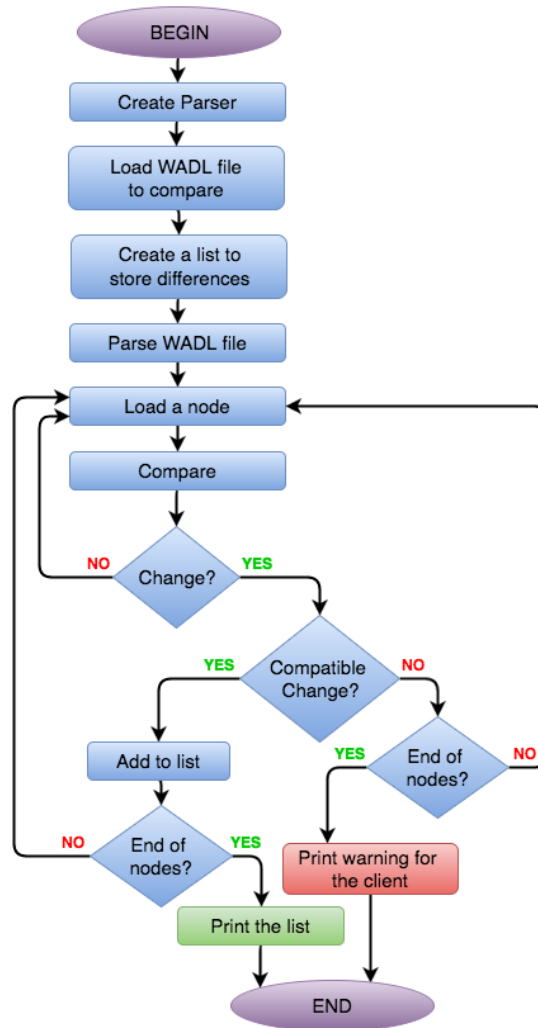 BEGIN
Create Parser
Load WADL file
to compare
Create a list to
store differences
Parse WADL file
Load a node
Compare
NO
Change?
YES
YES
Compatible
Change?
NO
Add to list
YES
End of
nodes?
NO
NO
End of
nodes?
YES
Print warning for
the client
Print the list
END